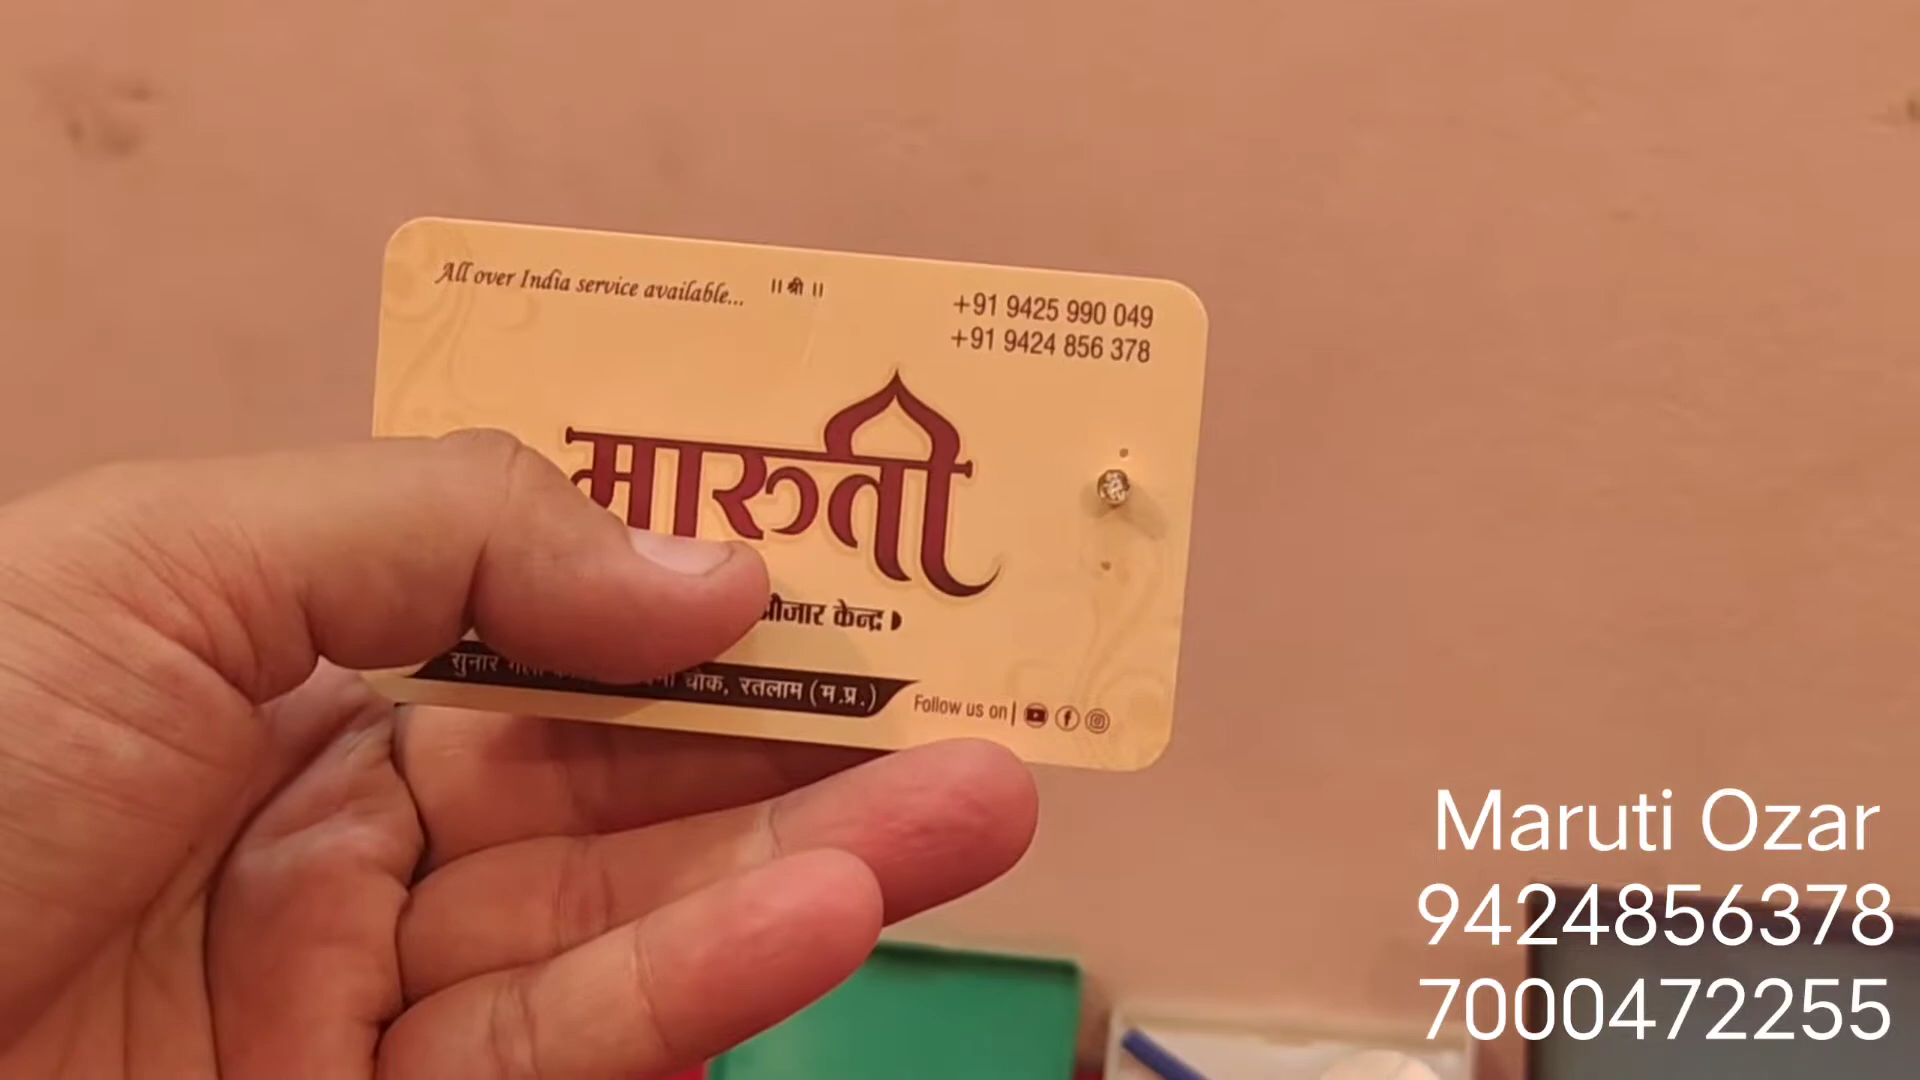 All over India service available...
॥ श्री ॥
+91 9425 990 049
+91 9424 856 378
मारुती
औजार केन्द्र
सुनार चौक, रतलाम (म.प्र.)
Follow us on |
Maruti Ozar
9424856378
7000472255